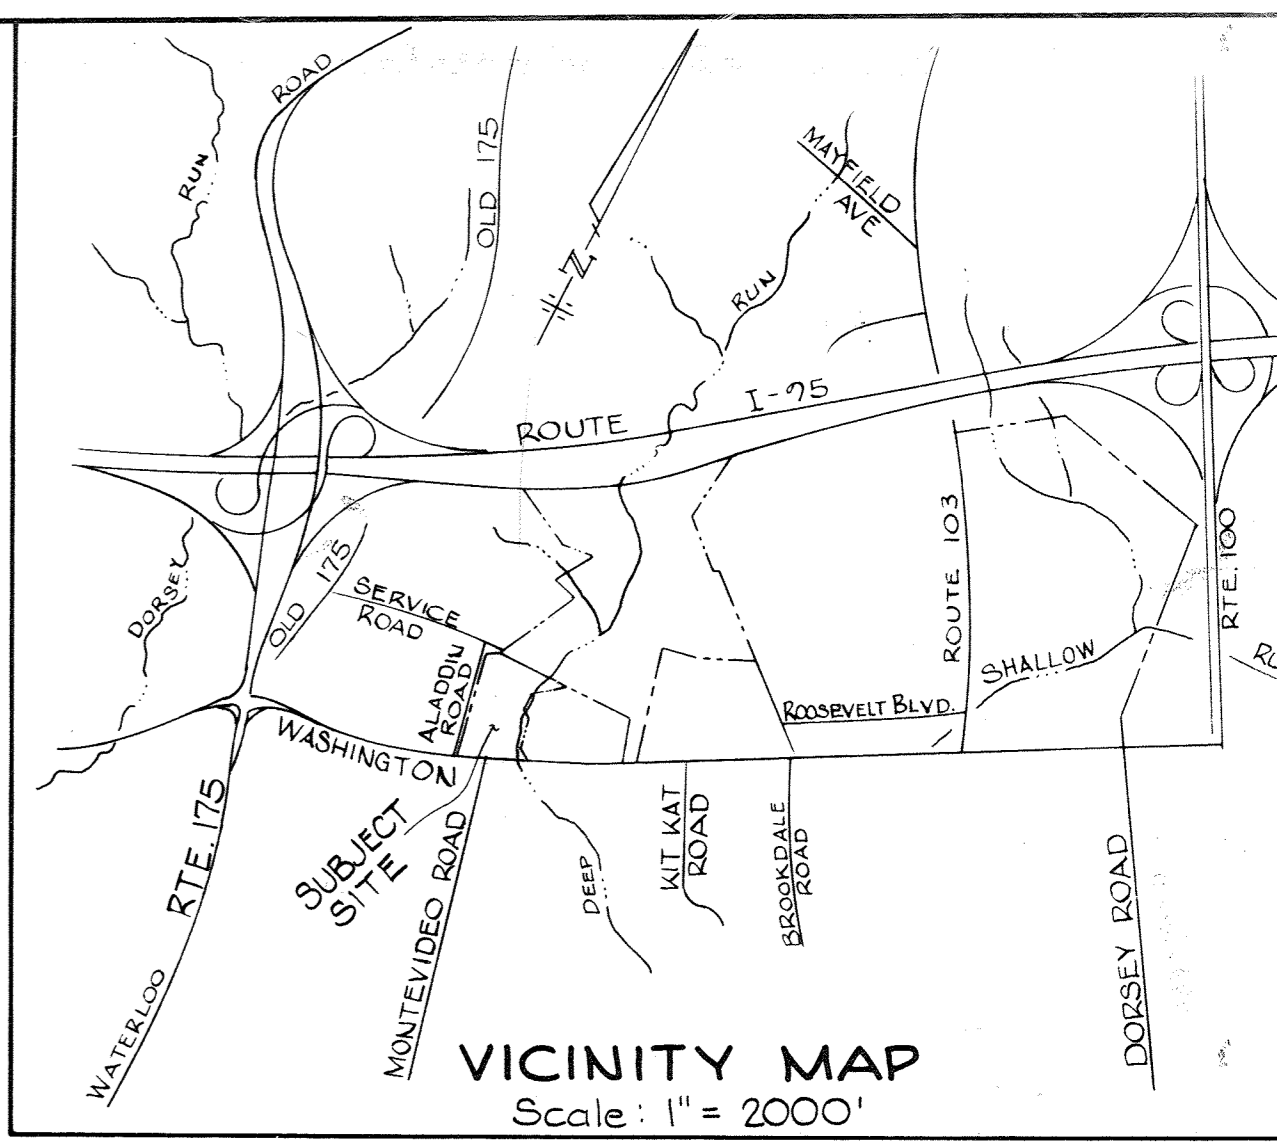 ROAD
RUN
OLD 175
MAYFIELD
AVE
N
RUN
ROUTE I-95
DORSEY
OLD 175
SERVICE
ROAD
ALADDIN
ROAD
ROUTE 103
RTE. 100
SHALLOW
ROOSEVELT BLVD.
WASHINGTON
RTE. 175
SUBJECT
SITE
MONTEVIDEO ROAD
DEEP
KIT KAT
ROAD
BROOKDALE
ROAD
DORSEY ROAD
WATERLOO
VICINITY MAP
Scale: 1" = 2000'